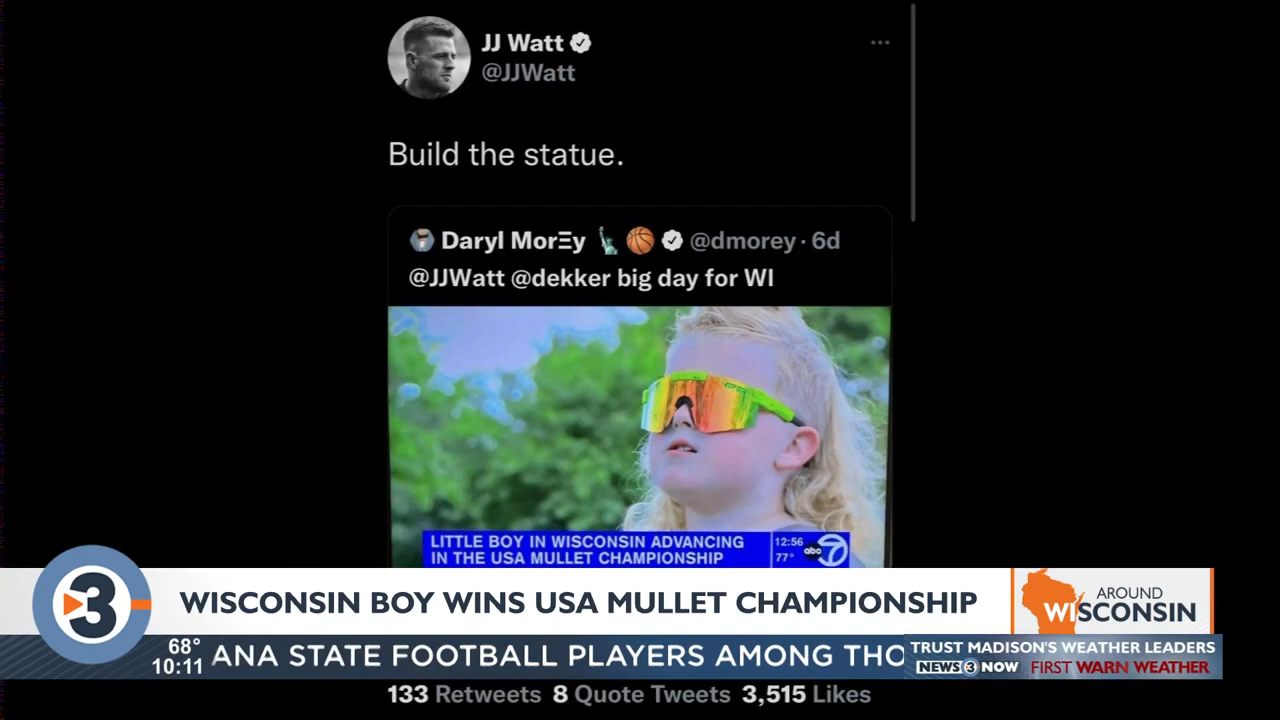 JJ Watt
@JJWatt
Build the statue.
Daryl MorΞy @dmorey · 6d
@JJWatt @dekker big day for WI
LITTLE BOY IN WISCONSIN ADVANCING
IN THE USA MULLET CHAMPIONSHIP
12:56
77°
abc 7
3
WISCONSIN BOY WINS USA MULLET CHAMPIONSHIP
AROUND
WISCONSIN
68°
10:11
ANA STATE FOOTBALL PLAYERS AMONG THO
TRUST MADISON'S WEATHER LEADERS
NEWS 3 NOW FIRST WARN WEATHER
133 Retweets 8 Quote Tweets 3,515 Likes